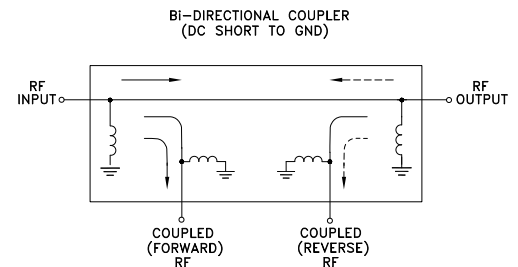 Bi-DIRECTIONAL COUPLER
(DC SHORT TO GND)
RF
INPUT
RF
OUTPUT
COUPLED
(FORWARD)
RF
COUPLED
(REVERSE)
RF